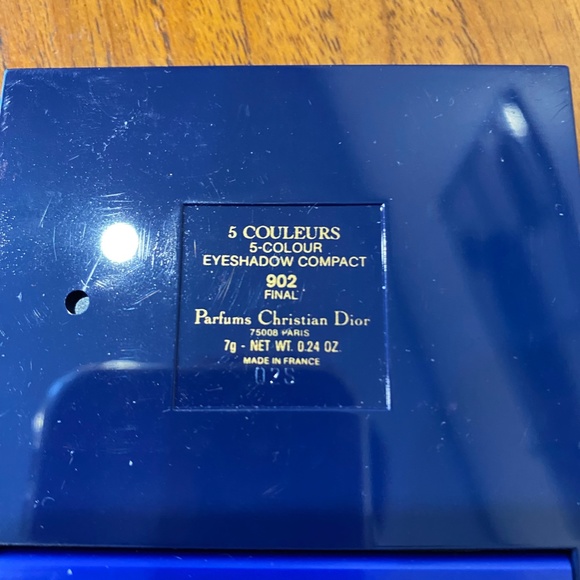 5 COULEURS
5-COLOUR
EYESHADOW COMPACT
902
FINAL
Parfums Christian Dior
75008 PARIS
7g - NET WT. 0.24 OZ.
MADE IN FRANCE